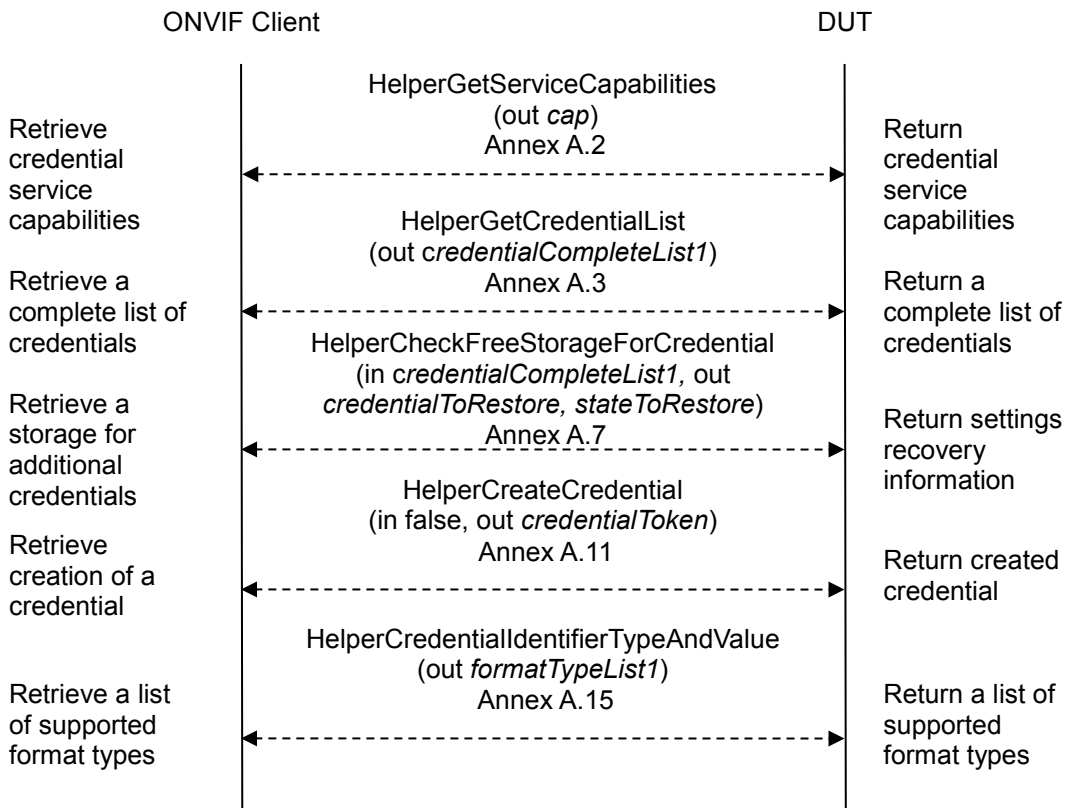 ONVIF Client
DUT
HelperGetServiceCapabilities
(out cap)
Annex A.2
Retrieve
credential
service
capabilities
Return
credential
service
capabilities
HelperGetCredentialList
(out credentialCompleteList1)
Annex A.3
Retrieve a
complete list of
credentials
Return a
complete list of
credentials
HelperCheckFreeStorageForCredential
(in credentialCompleteList1, out
credentialToRestore, stateToRestore)
Annex A.7
Retrieve a
storage for
additional
credentials
Return settings
recovery
information
HelperCreateCredential
(in false, out credentialToken)
Annex A.11
Retrieve
creation of a
credential
Return created
credential
HelperCredentialIdentifierTypeAndValue
(out formatTypeList1)
Annex A.15
Retrieve a list
of supported
format types
Return a list of
supported
format types